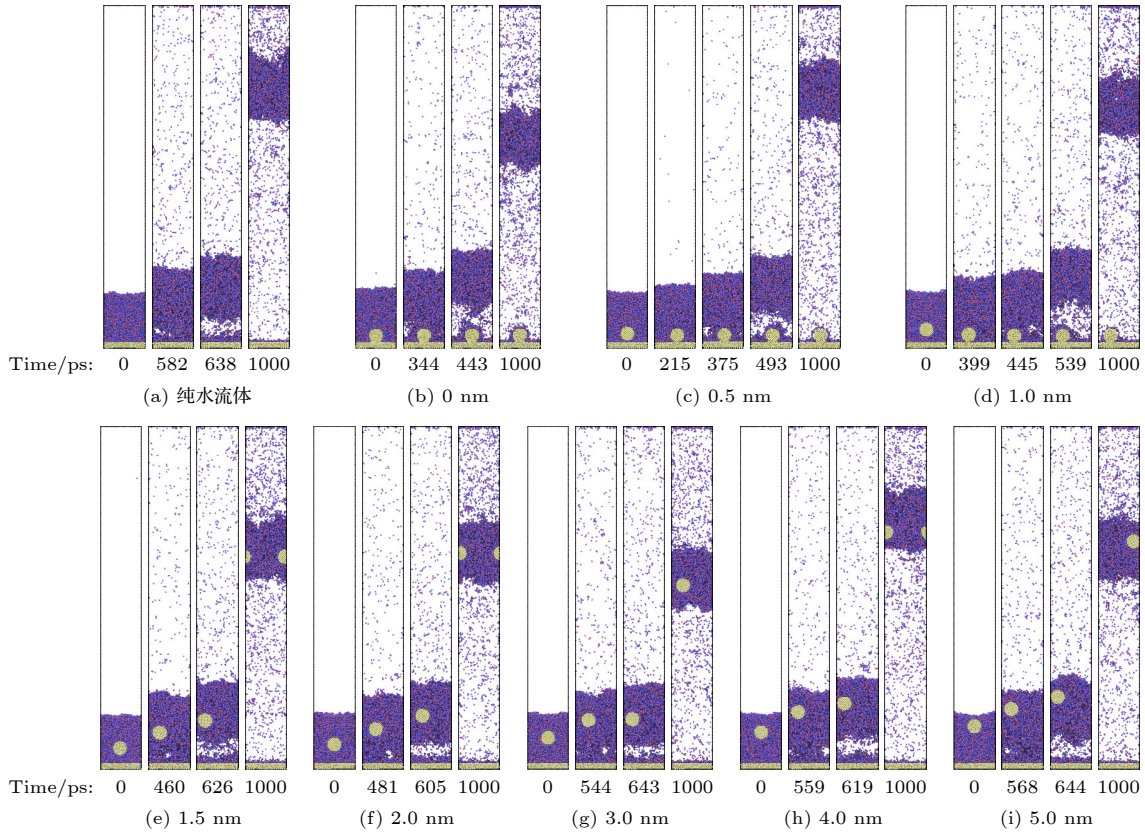 Time/ps: 0 582 638 1000 0 344 443 1000 0 215 375 493 1000 0 399 445 539 1000
(a) 纯水流体 (b) 0 nm (c) 0.5 nm (d) 1.0 nm
Time/ps: 0 460 626 1000 0 481 605 1000 0 544 643 1000 0 559 619 1000 0 568 644 1000
(e) 1.5 nm (f) 2.0 nm (g) 3.0 nm (h) 4.0 nm (i) 5.0 nm